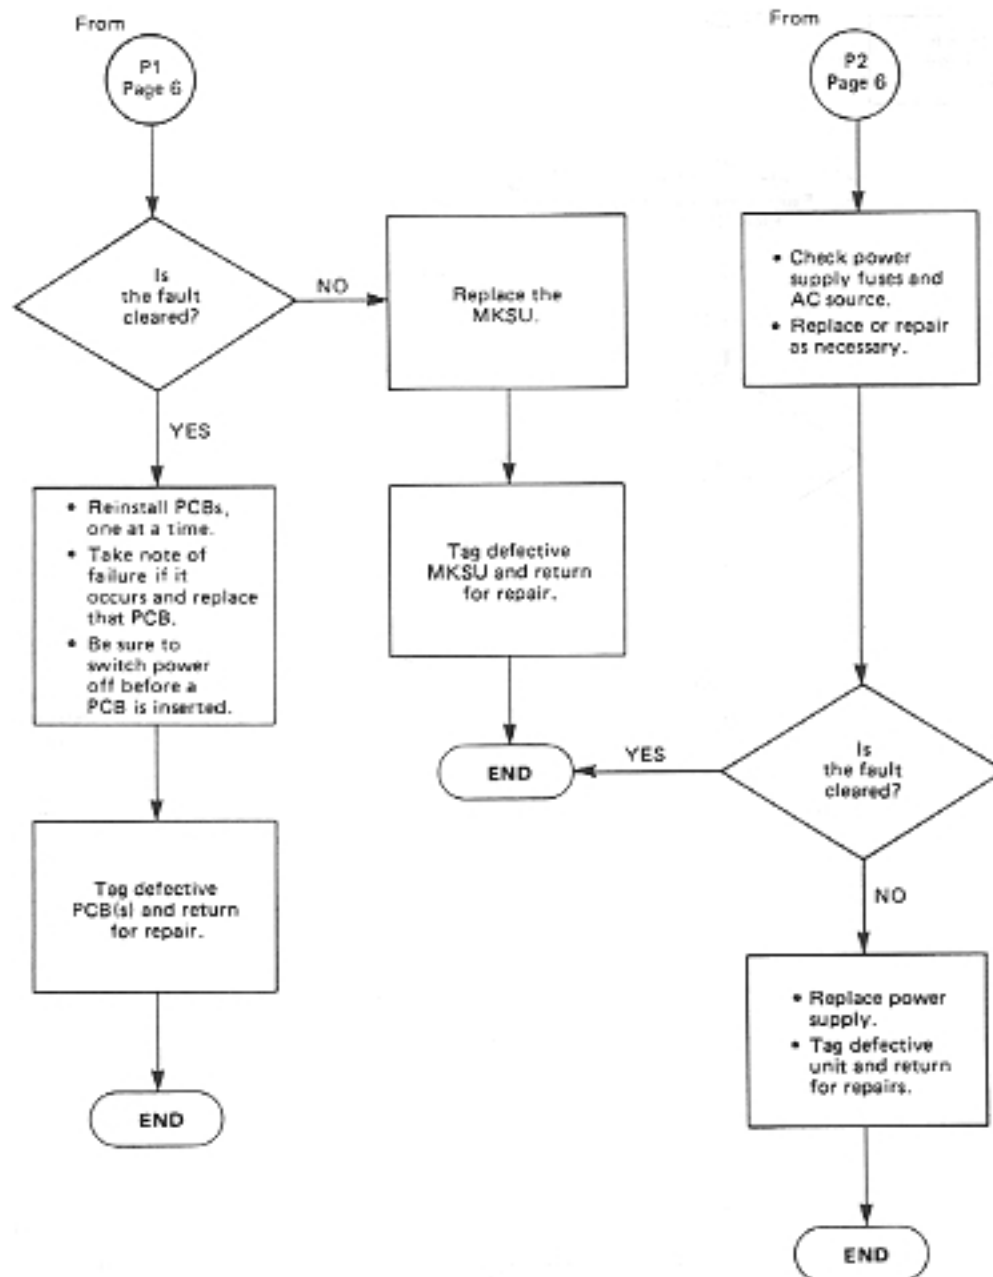 From
P1
Page 6
Is
the fault
cleared?
NO
Replace the
MKSU.
YES
• Reinstall PCBs,
one at a time.
• Take note of
failure if it
occurs and replace
that PCB.
• Be sure to
switch power
off before a
PCB is inserted.
Tag defective
MKSU and return
for repair.
END
Tag defective
PCB(s) and return
for repair.
END
From
P2
Page 6
• Check power
supply fuses and
AC source.
• Replace or repair
as necessary.
Is
the fault
cleared?
YES
NO
• Replace power
supply.
• Tag defective
unit and return
for repairs.
END